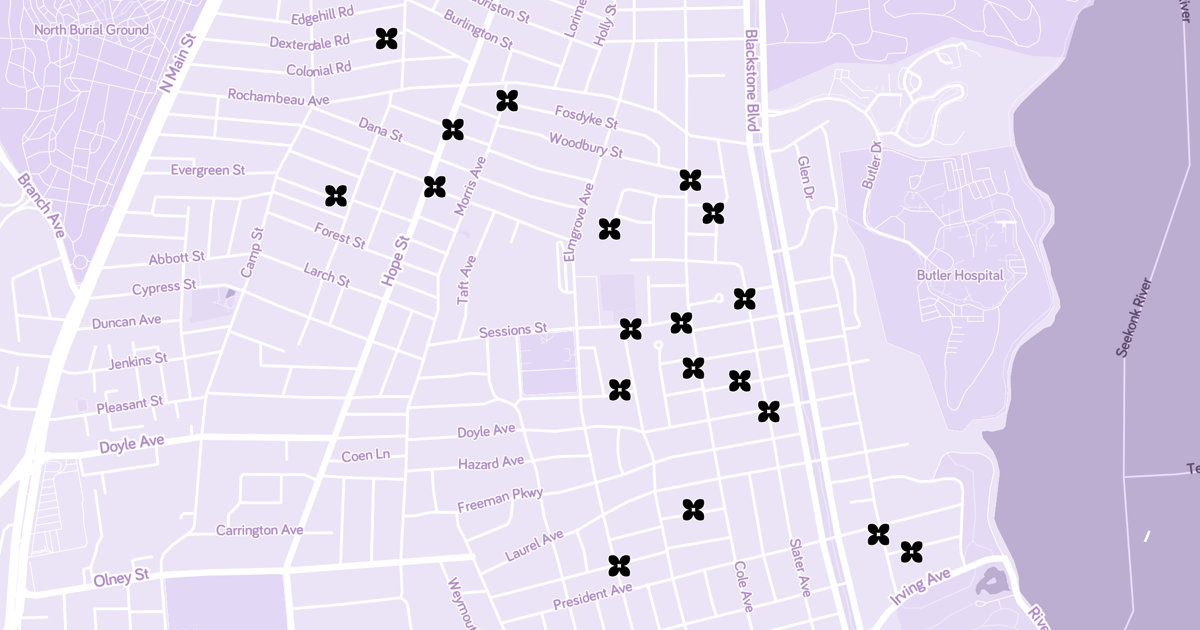 Edgehill Rd
North Burial Ground
Dexterdale Rd
Colonial Rd
N Main St
Rochambeau Ave
Burlington St
Holly St
Blackstone Blvd
River
Fosdyke St
Dana St
Woodbury St
Evergreen St
Morris Ave
Glen Dr
Butler Dr
Branch Ave
Elmgrove Ave
Forest St
Camp St
Hope St
Abbott St
Larch St
Taft Ave
Cypress St
Butler Hospital
Seekonk River
Duncan Ave
Sessions St
Jenkins St
Pleasant St
Doyle Ave
Doyle Ave
Coen Ln
Hazard Ave
Freeman Pkwy
Carrington Ave
Laurel Ave
Olney St
President Ave
Cole Ave
Slater Ave
Irving Ave